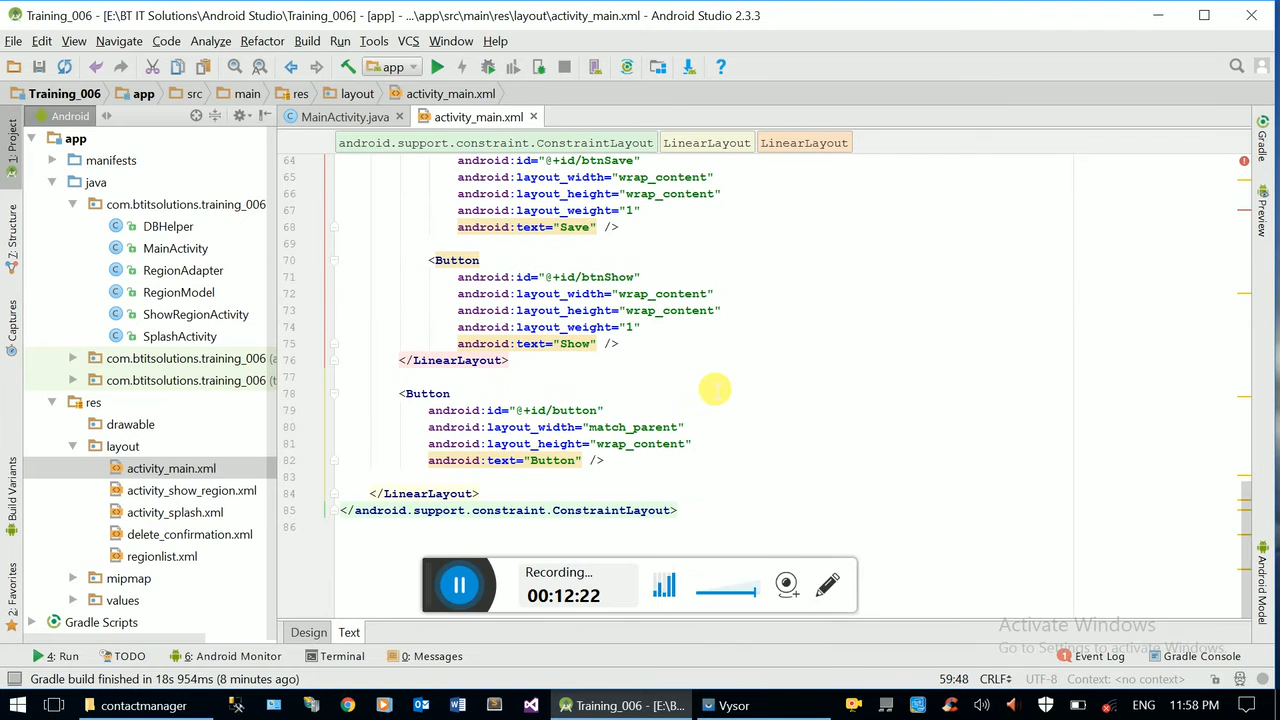 Training_006 - [E:\BT IT Solutions\Android Studio\Training_006] - [app] - ...\app\src\main\res\layout\activity_main.xml - Android Studio 2.3.3
File Edit View Navigate Code Analyze Refactor Build Run Tools VCS Window Help
app
Training_006 app src main res layout activity_main.xml
Android
MainActivity.java activity_main.xml
android.support.constraint.ConstraintLayout LinearLayout LinearLayout
1: Project
7: Structure
Captures
Build Variants
2: Favorites
app
manifests
java
com.btitsolutions.training_006
DBHelper
MainActivity
RegionAdapter
RegionModel
ShowRegionActivity
SplashActivity
com.btitsolutions.training_006 (a
com.btitsolutions.training_006 (t
res
drawable
layout
activity_main.xml
activity_show_region.xml
activity_splash.xml
delete_confirmation.xml
regionlist.xml
mipmap
values
Gradle Scripts
64 android:id="@+id/btnSave"
65 android:layout_width="wrap_content"
66 android:layout_height="wrap_content"
67 android:layout_weight="1"
68 android:text="Save" />
69
70 <Button
71 android:id="@+id/btnShow"
72 android:layout_width="wrap_content"
73 android:layout_height="wrap_content"
74 android:layout_weight="1"
75 android:text="Show" />
76 </LinearLayout>
77
78 <Button
79 android:id="@+id/button"
80 android:layout_width="match_parent"
81 android:layout_height="wrap_content"
82 android:text="Button" />
83
84 </LinearLayout>
85 </android.support.constraint.ConstraintLayout>
86
Gradle
Preview
Android Model
Recording...
00:12:22
Design Text
Activate Windows
Go to Settings to activate Windows.
4: Run TODO 6: Android Monitor Terminal 0: Messages 1 Event Log Gradle Console
Gradle build finished in 18s 954ms (8 minutes ago) 59:48 CRLF UTF-8 Context: <no context>
contactmanager Training_006 - [E:\B... Vysor ENG 11:58 PM